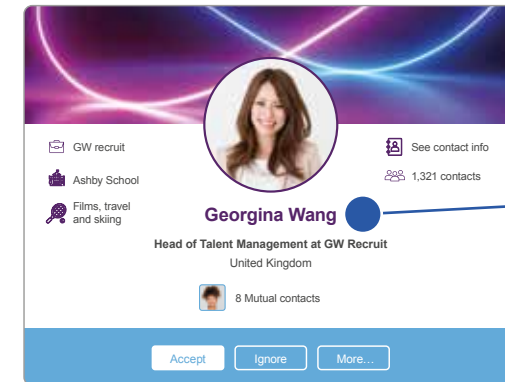 GW recruit
Ashby School
Films, travel
and skiing
See contact info
1,321 contacts
Georgina Wang
Head of Talent Management at GW Recruit
United Kingdom
8 Mutual contacts
Accept
Ignore
More...